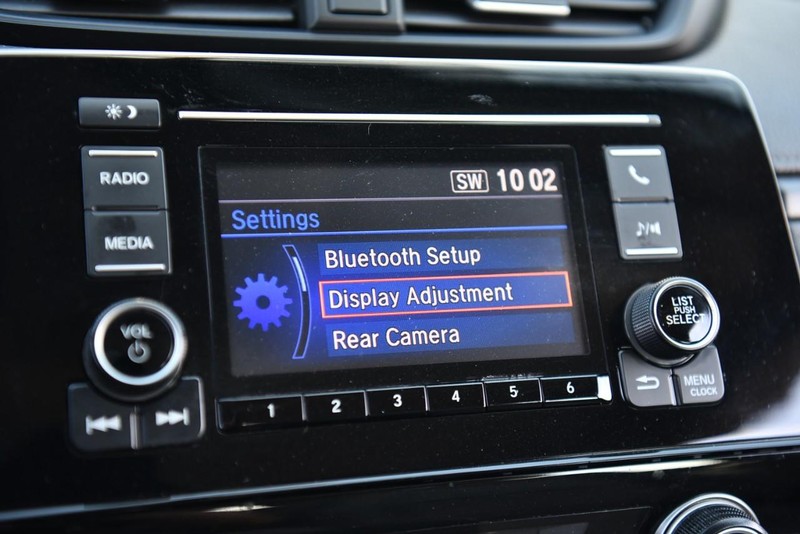 SW 10 02
RADIO
Settings
MEDIA
Bluetooth Setup
Display Adjustment
Rear Camera
LIST
PUSH
SELECT
VOL
1 2 3 4 5 6
MENU
CLOCK